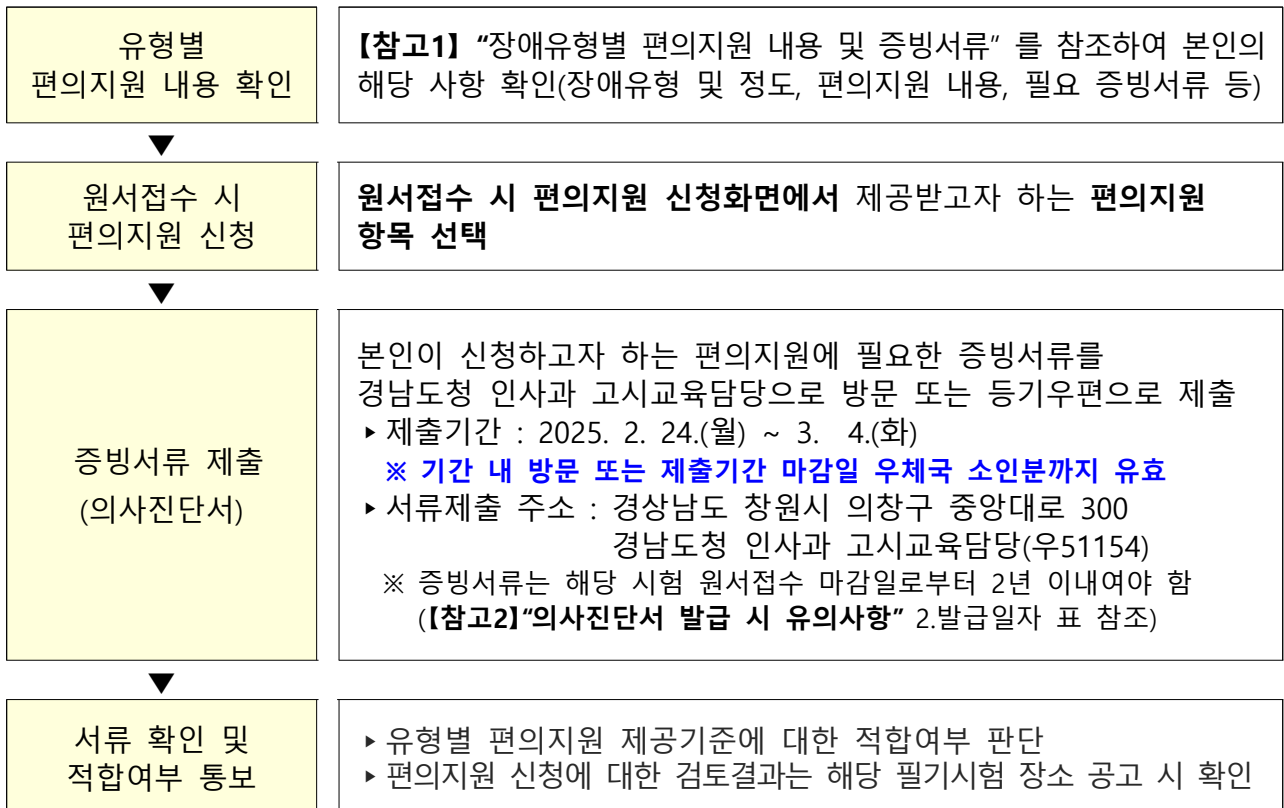 유형별
편의지원 내용 확인
【참고1】 “장애유형별 편의지원 내용 및 증빙서류” 를 참조하여 본인의
해당 사항 확인(장애유형 및 정도, 편의지원 내용, 필요 증빙서류 등)
▼
원서접수 시
편의지원 신청
원서접수 시 편의지원 신청화면에서 제공받고자 하는 편의지원
항목 선택
▼
증빙서류 제출
(의사진단서)
본인이 신청하고자 하는 편의지원에 필요한 증빙서류를
경남도청 인사과 고시교육담당으로 방문 또는 등기우편으로 제출
▸제출기간 : 2025. 2. 24.(월) ~ 3. 4.(화)
※ 기간 내 방문 또는 제출기간 마감일 우체국 소인분까지 유효
▸서류제출 주소 : 경상남도 창원시 의창구 중앙대로 300
경남도청 인사과 고시교육담당(우51154)
※ 증빙서류는 해당 시험 원서접수 마감일로부터 2년 이내여야 함
(【참고2】“의사진단서 발급 시 유의사항” 2.발급일자 표 참조)
▼
서류 확인 및
적합여부 통보
▸유형별 편의지원 제공기준에 대한 적합여부 판단
▸편의지원 신청에 대한 검토결과는 해당 필기시험 장소 공고 시 확인